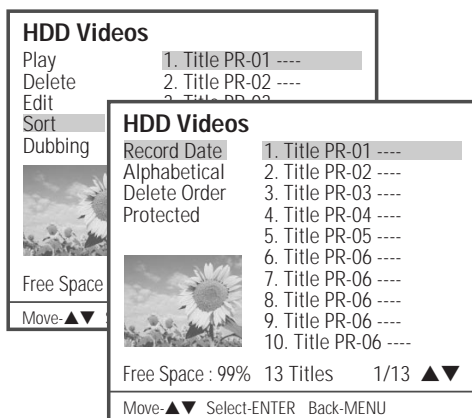 HDD Videos
Play 1. Title PR-01 ----
Delete 2. Title PR-02 ----
Edit
Sort
Dubbing
Free Space
Move-▲▼
HDD Videos
Record Date 1. Title PR-01 ----
Alphabetical 2. Title PR-02 ----
Delete Order 3. Title PR-03 ----
Protected 4. Title PR-04 ----
5. Title PR-05 ----
6. Title PR-06 ----
7. Title PR-06 ----
8. Title PR-06 ----
9. Title PR-06 ----
10. Title PR-06 ----
Free Space : 99% 13 Titles 1/13 ▲▼
Move-▲▼ Select-ENTER Back-MENU